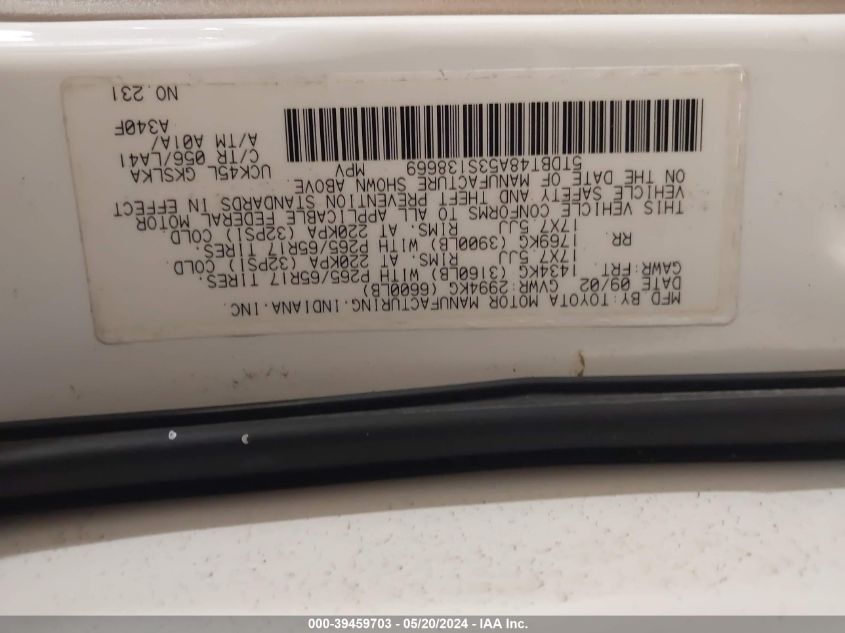 MFD BY:TOYOTA MOTOR MANUFACTURING.INDIANA.INC.
DATE 09/02 GVWR:2994KG (6600LB)
GAWR:FRT 1434KG (3160LB) WITH P265/65R17 TIRES.
17X7.5JJ RIMS. AT 220KPA (32PSI) COLD
RR 1769KG (3900LB) WITH P265/65R17 TIRES.
17X7.5JJ RIMS. AT 220KPA (32PSI) COLD
THIS VEHICLE CONFORMS TO ALL APPLICABLE FEDERAL MOTOR
VEHICLE SAFETY AND THEFT PREVENTION STANDARDS IN EFFECT
ON THE DATE OF MANUFACTURE SHOWN ABOVE
5TDBT48A53S138669 MPV
UCK45L GKSLKA
C/TR 056/LA41
A/TM A01A/
A340F
NO.231
000-39459703 - 05/20/2024 - IAA Inc.